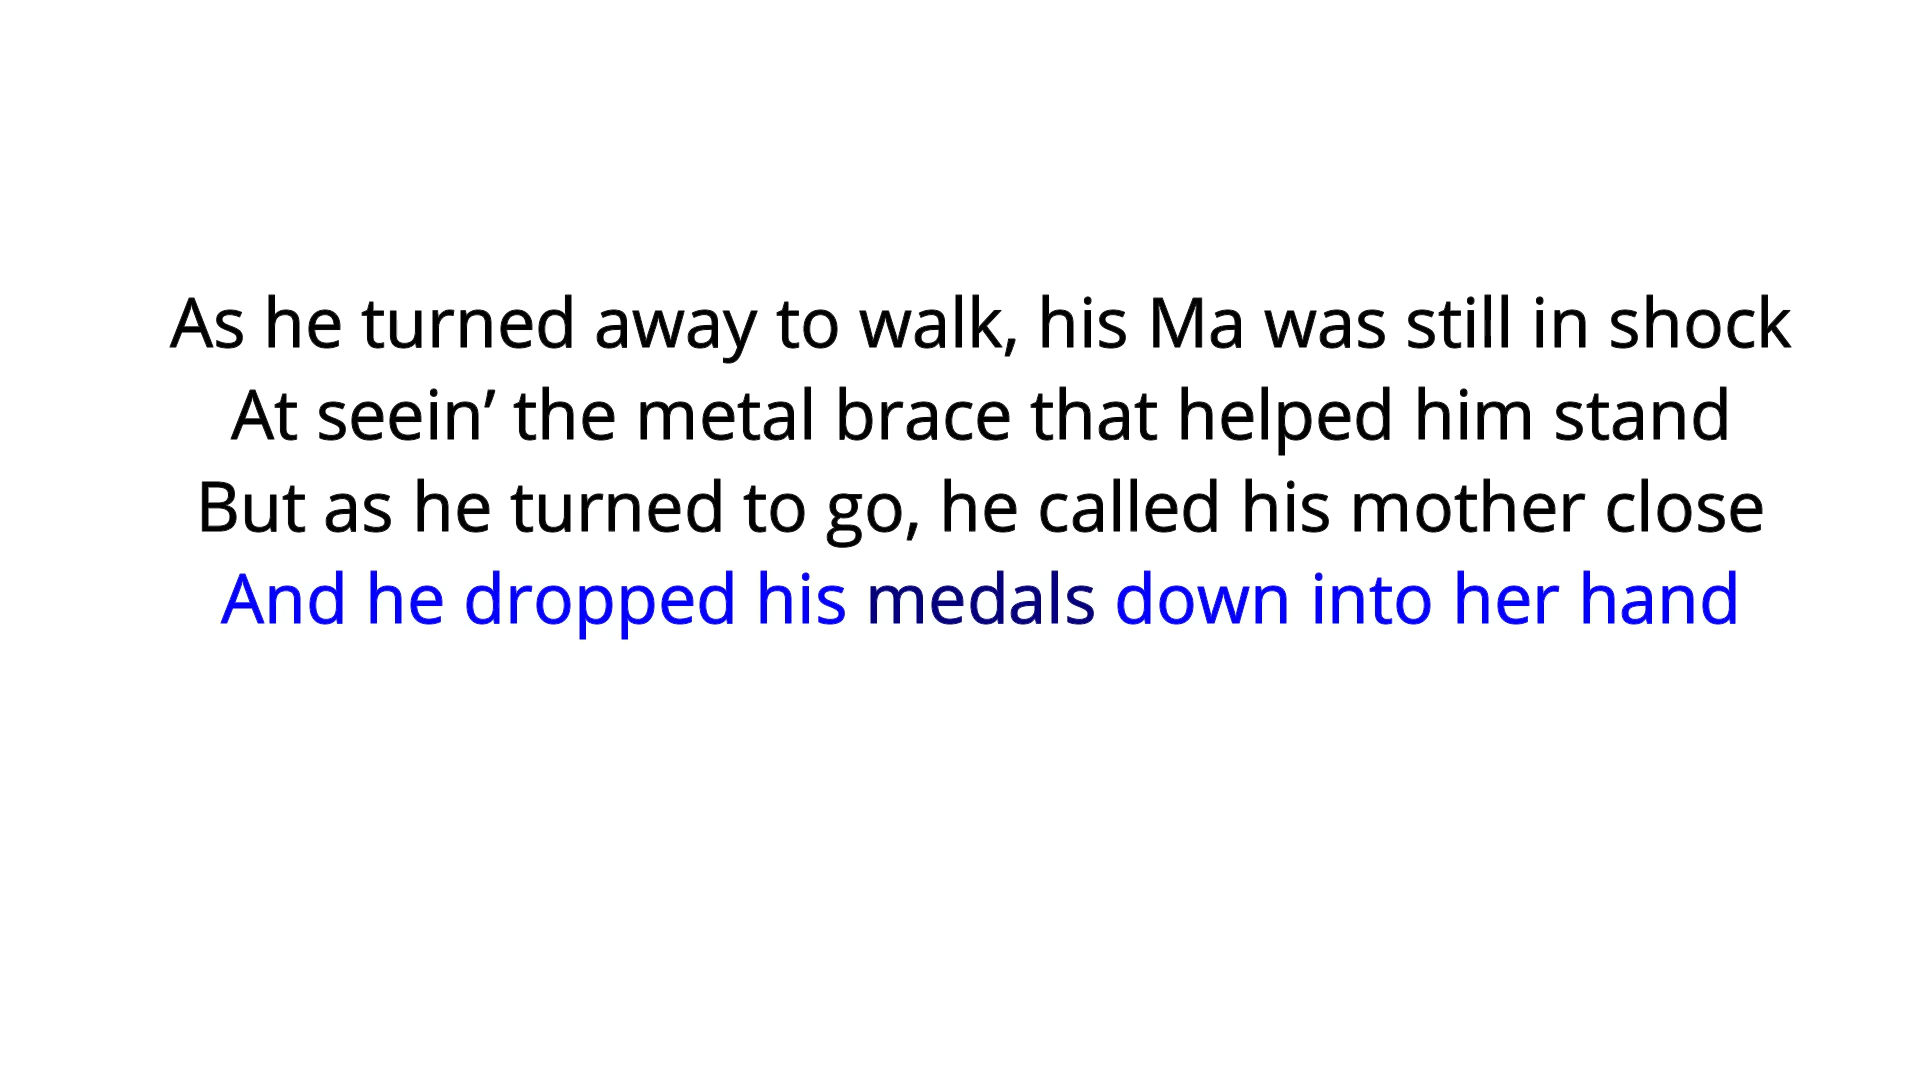 As he turned away to walk, his Ma was still in shock
At seein’ the metal brace that helped him stand
But as he turned to go, he called his mother close
And he dropped his medals down into her hand